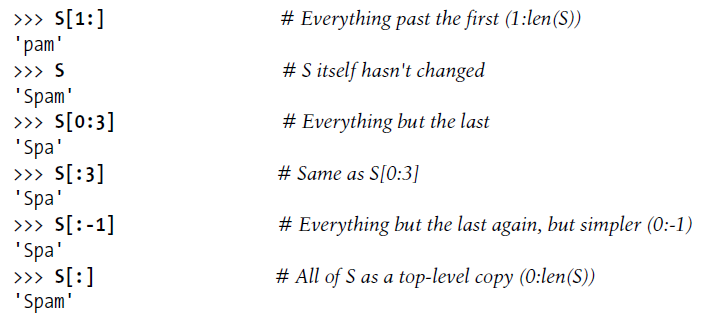 >>> S[1:] # Everything past the first (1:len(S))
'pam'
>>> S # S itself hasn't changed
'Spam'
>>> S[0:3] # Everything but the last
'Spa'
>>> S[:3] # Same as S[0:3]
'Spa'
>>> S[:-1] # Everything but the last again, but simpler (0:-1)
'Spa'
>>> S[:] # All of S as a top-level copy (0:len(S))
'Spam'